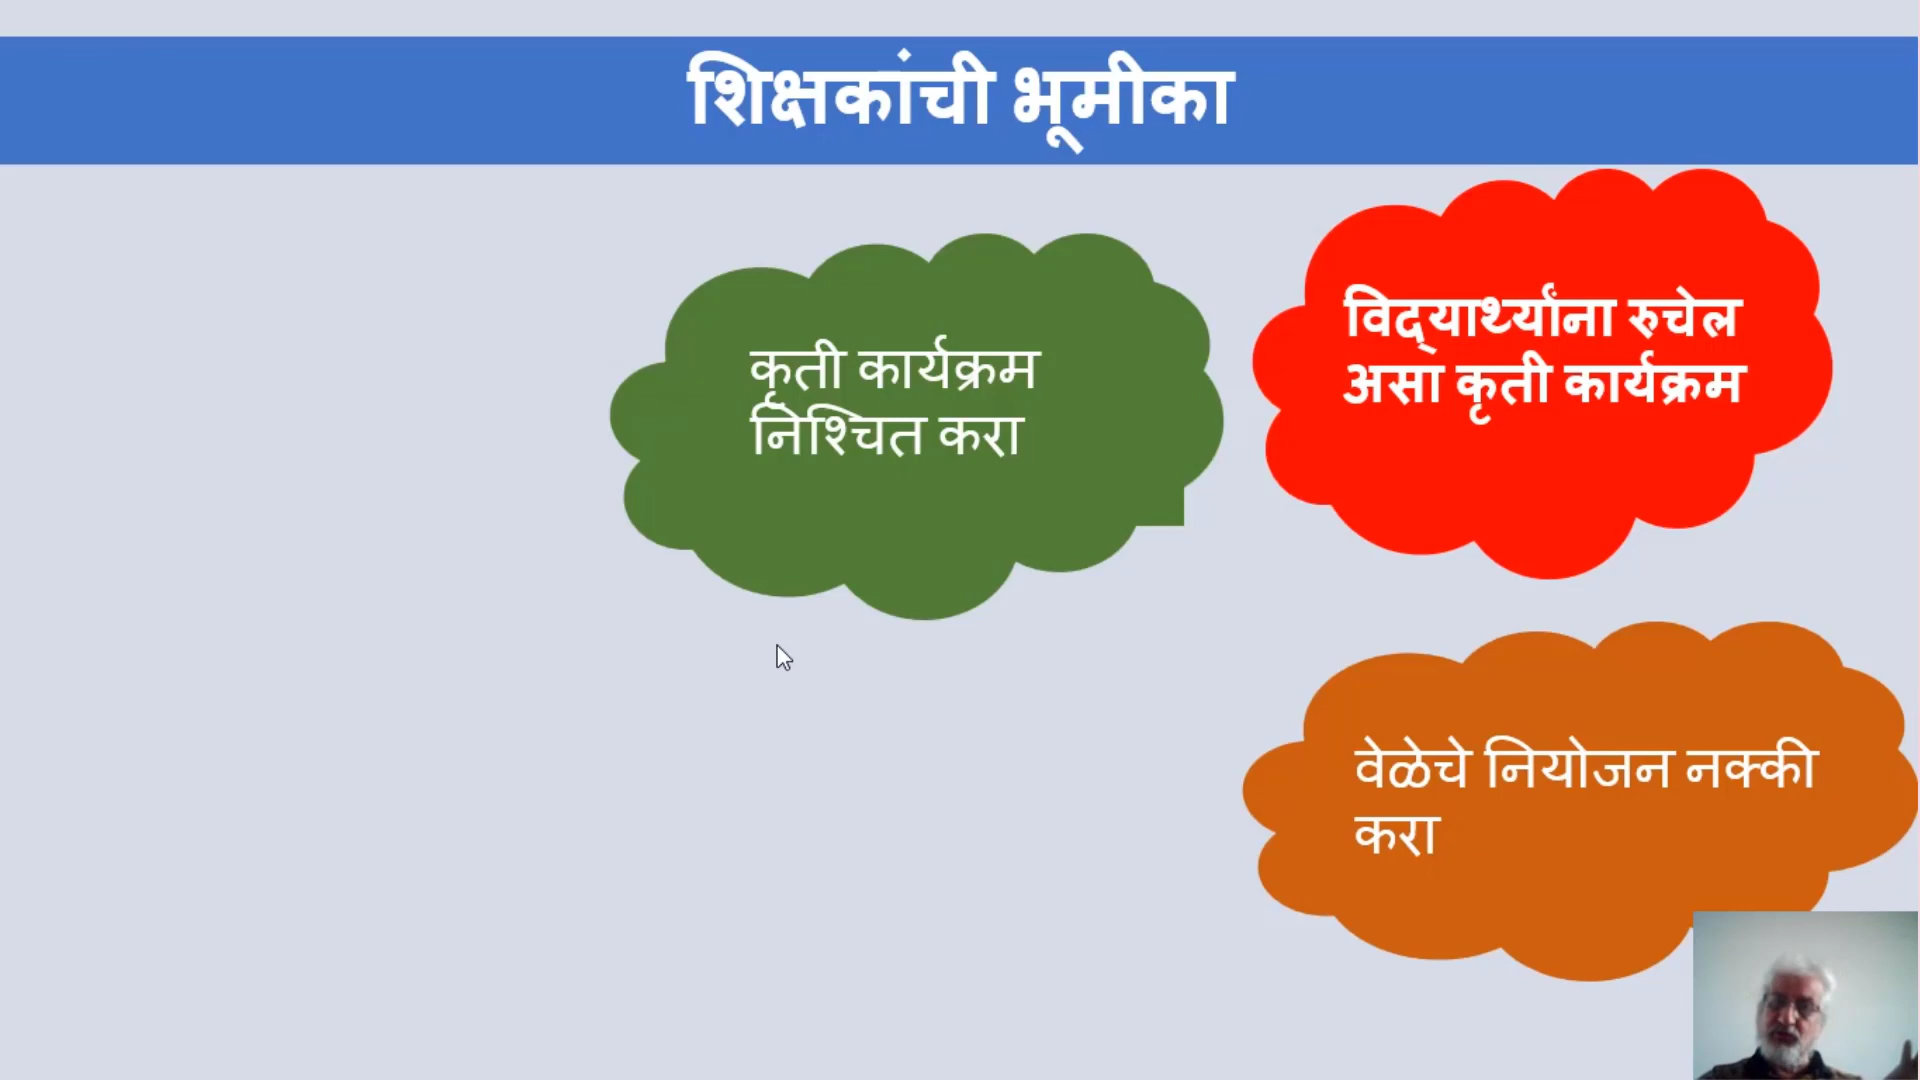 शिक्षकांची भूमीका
कृती कार्यक्रम
निश्चित करा
विद्यार्थ्यांना रुचेल
असा कृती कार्यक्रम
वेळेचे नियोजन नक्की
करा